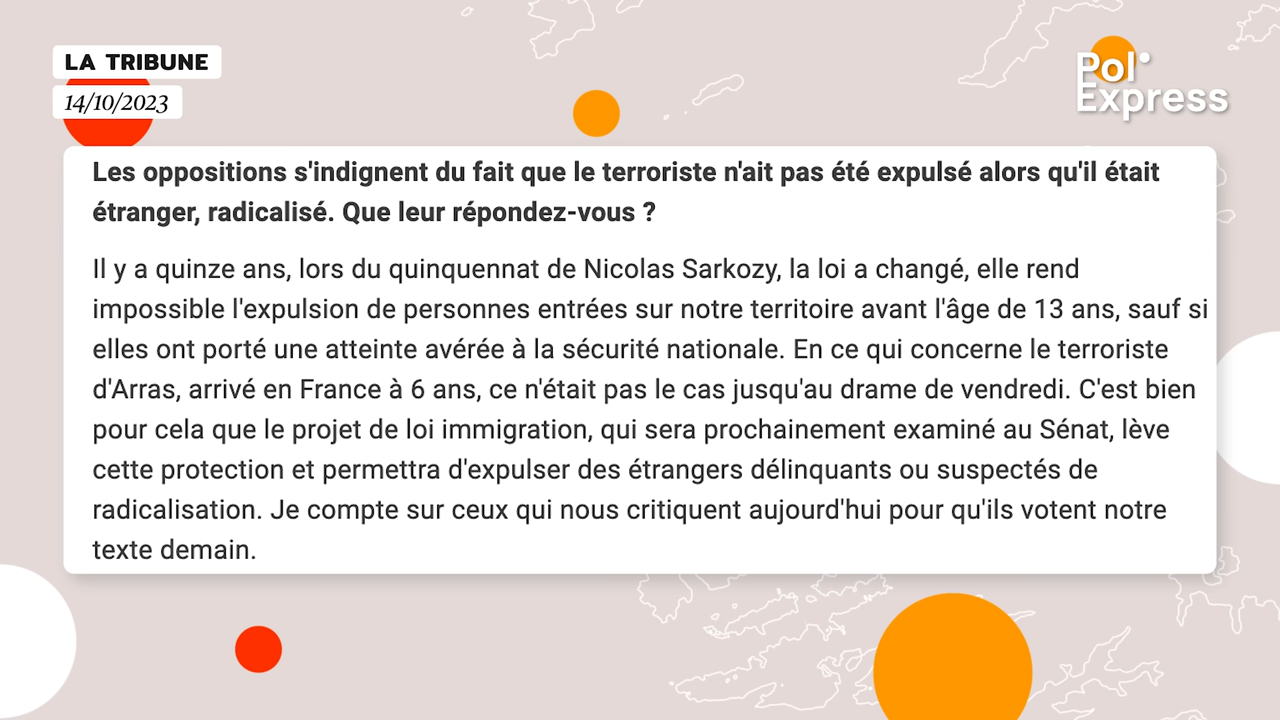 LA TRIBUNE
14/10/2023
Pol
Express
Les oppositions s'indignent du fait que le terroriste n'ait pas été expulsé alors qu'il était
étranger, radicalisé. Que leur répondez-vous ?
Il y a quinze ans, lors du quinquennat de Nicolas Sarkozy, la loi a changé, elle rend
impossible l'expulsion de personnes entrées sur notre territoire avant l'âge de 13 ans, sauf si
elles ont porté une atteinte avérée à la sécurité nationale. En ce qui concerne le terroriste
d'Arras, arrivé en France à 6 ans, ce n'était pas le cas jusqu'au drame de vendredi. C'est bien
pour cela que le projet de loi immigration, qui sera prochainement examiné au Sénat, lève
cette protection et permettra d'expulser des étrangers délinquants ou suspectés de
radicalisation. Je compte sur ceux qui nous critiquent aujourd'hui pour qu'ils votent notre
texte demain.